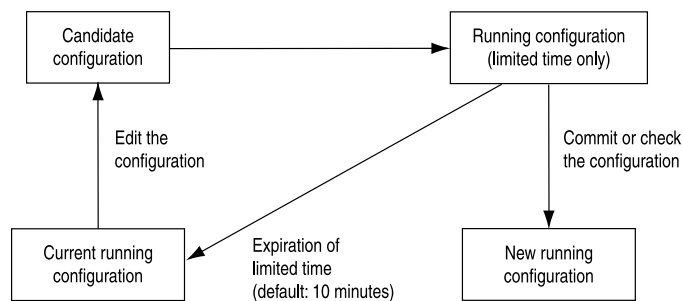 Candidate
configuration
Running configuration
(limited time only)
Edit the
configuration
Commit or check
the configuration
Current running
configuration
Expiration of
limited time
(default: 10 minutes)
New running
configuration